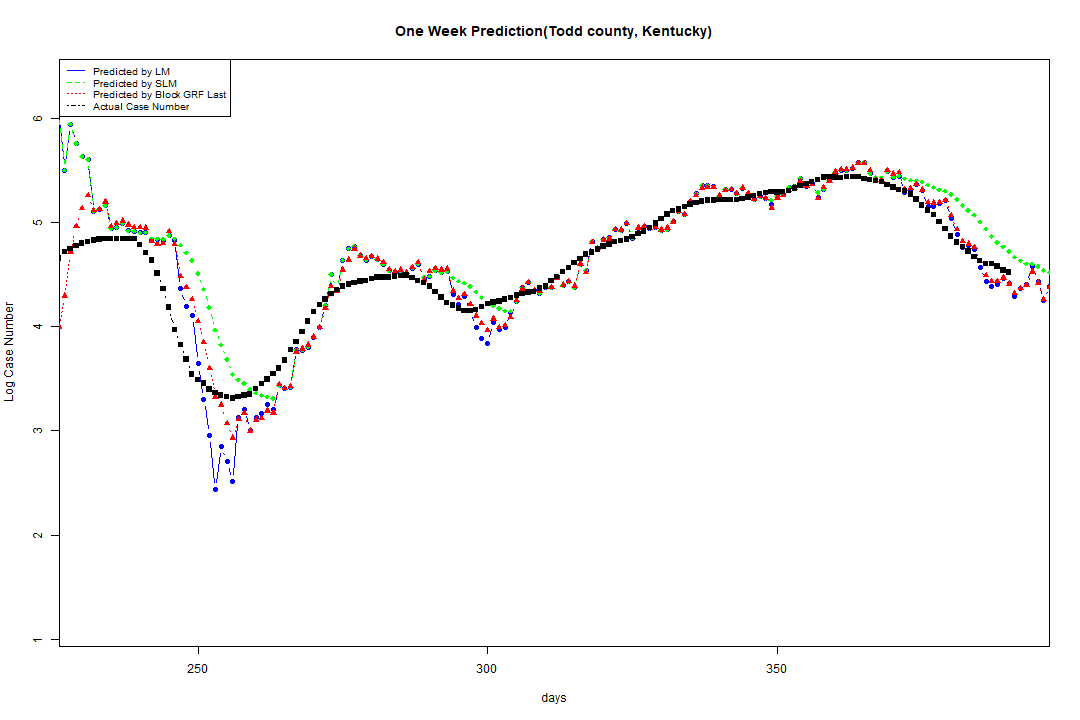 One Week Prediction(Todd county, Kentucky)
Predicted by LM
Predicted by SLM
Predicted by Block GRF Last
Actual Case Number
6
5
4
3
2
1
Log Case Number
250 300 350
days